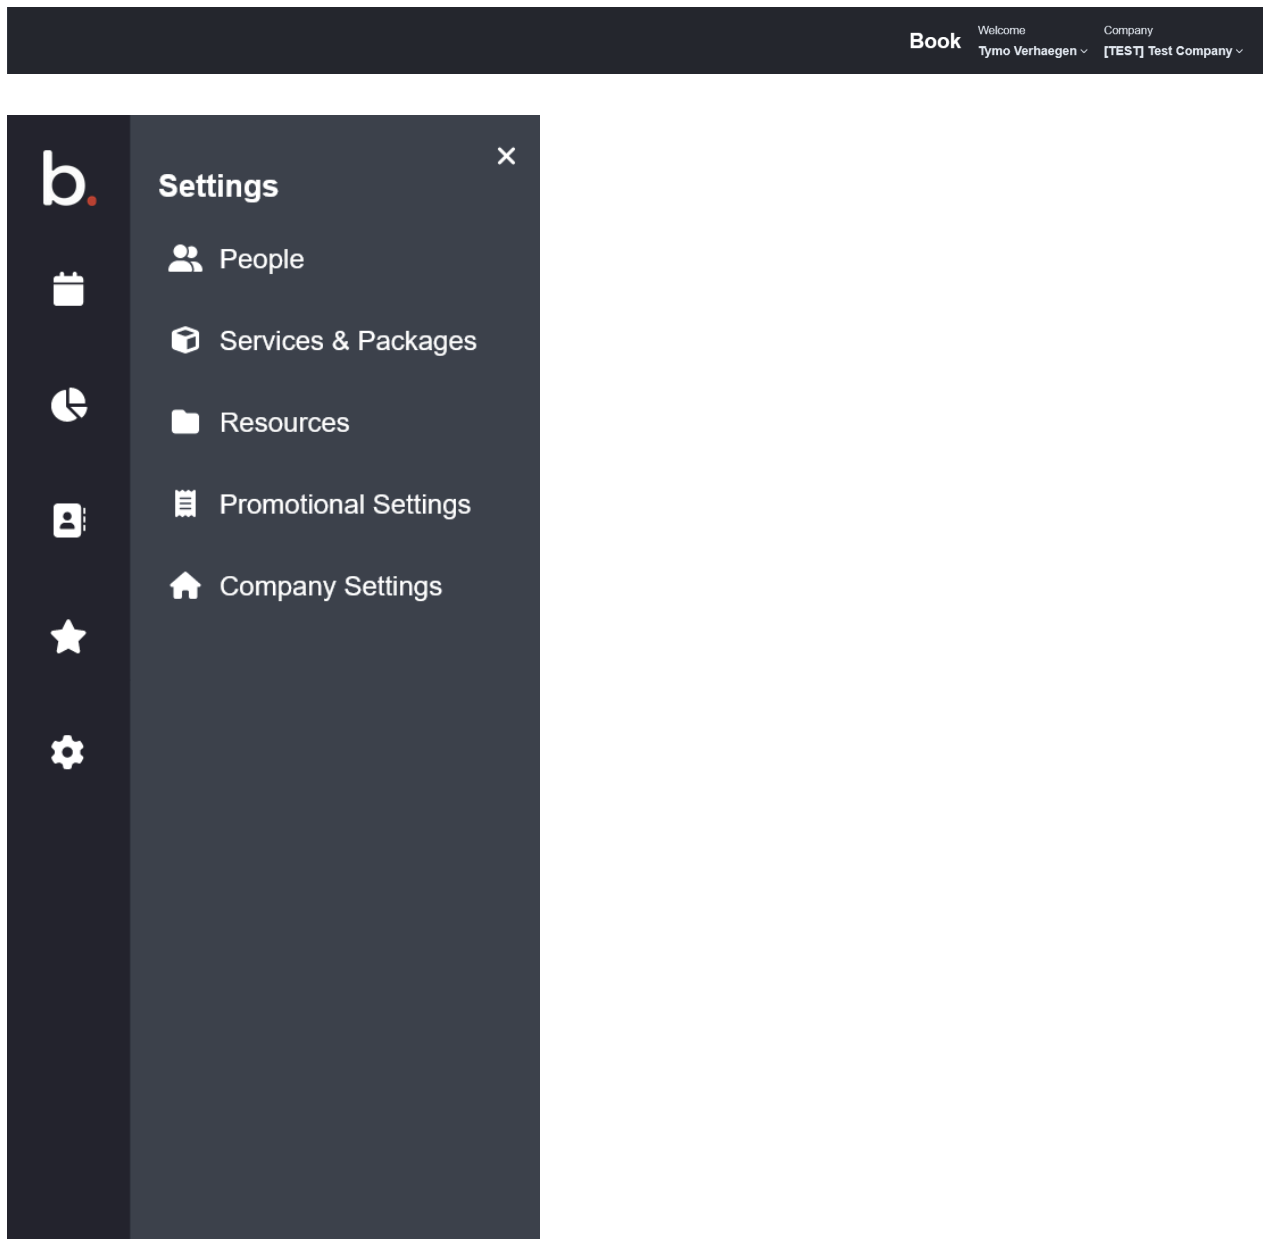 Book
Welcome
Tymo Verhaegen
Company
[TEST] Test Company
b.
Settings
People
Services & Packages
Resources
Promotional Settings
Company Settings